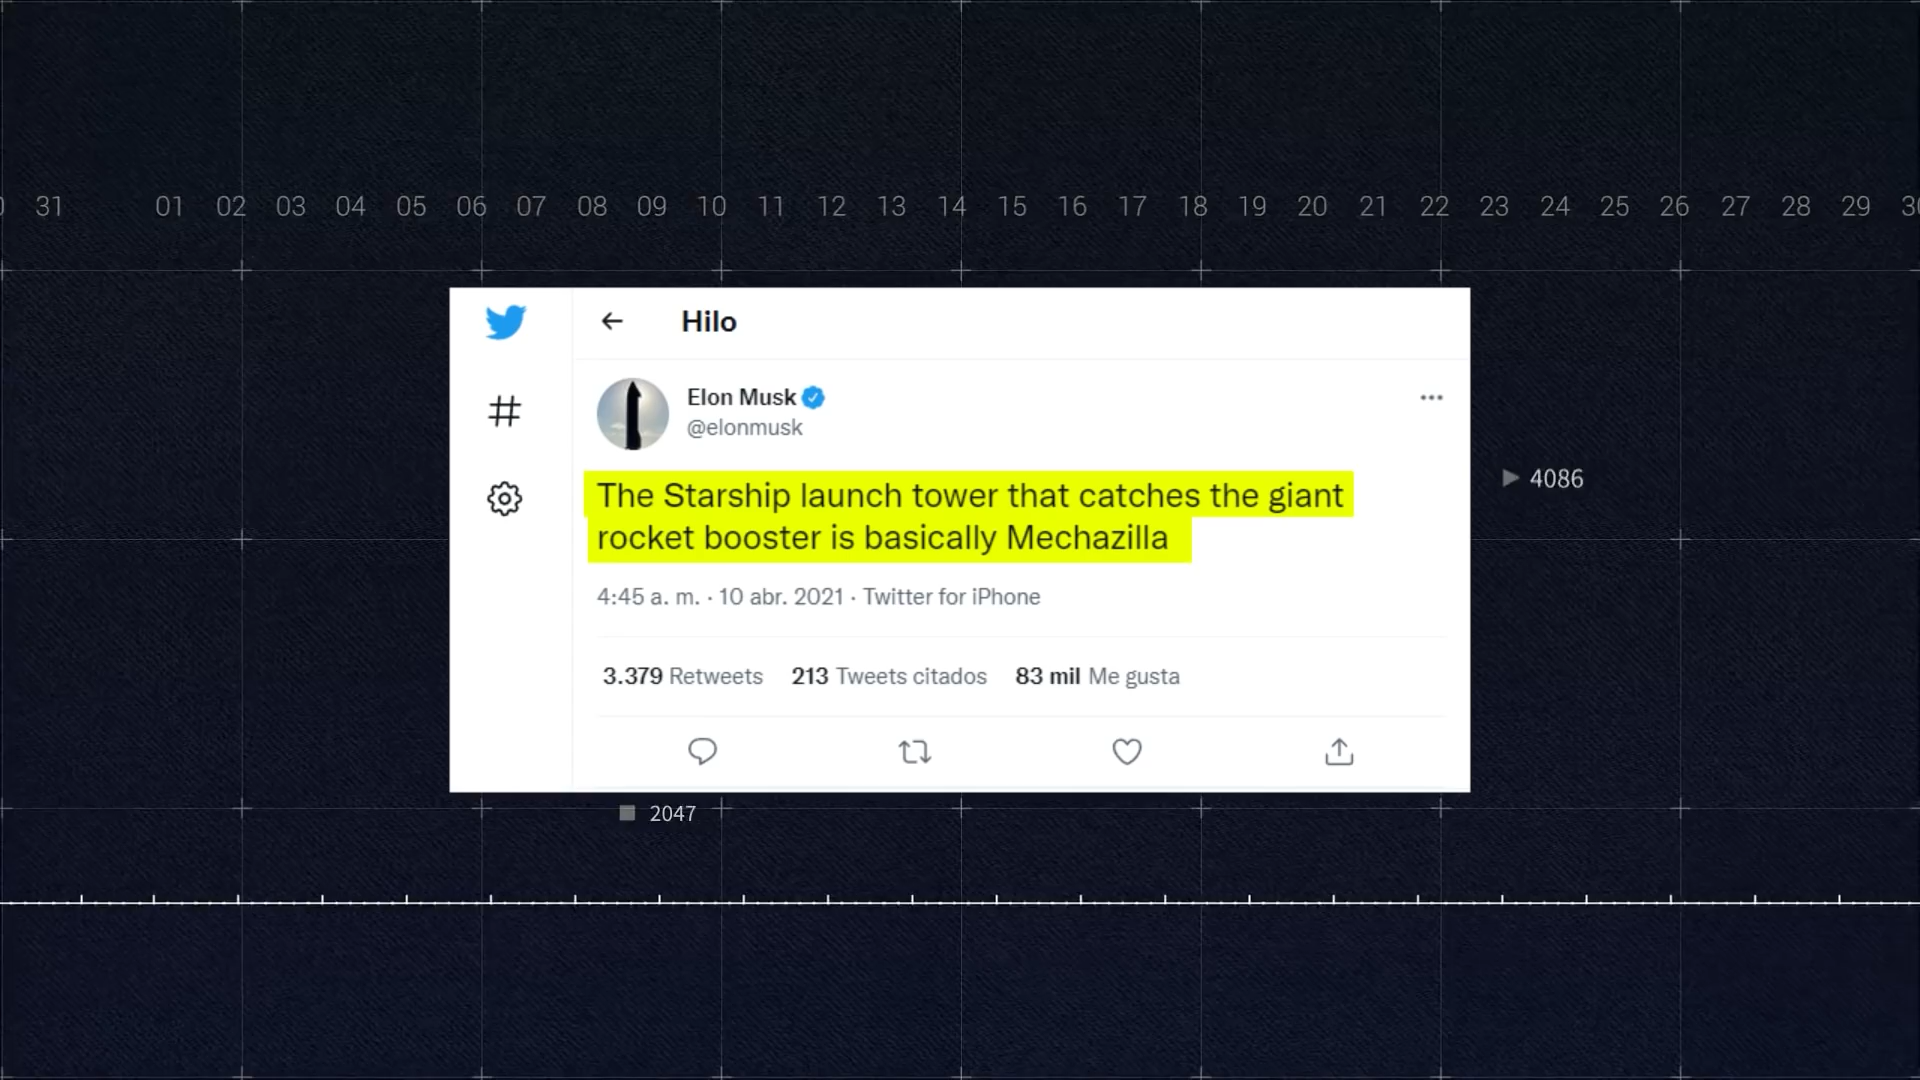 31 01 02 03 04 05 06 07 08 09 10 11 12 13 14 15 16 17 18 19 20 21 22 23 24 25 26 27 28 29
Hilo
Elon Musk
@elonmusk
The Starship launch tower that catches the giant
rocket booster is basically Mechazilla
4:45 a. m. · 10 abr. 2021 · Twitter for iPhone
3.379 Retweets 213 Tweets citados 83 mil Me gusta
4086
2047